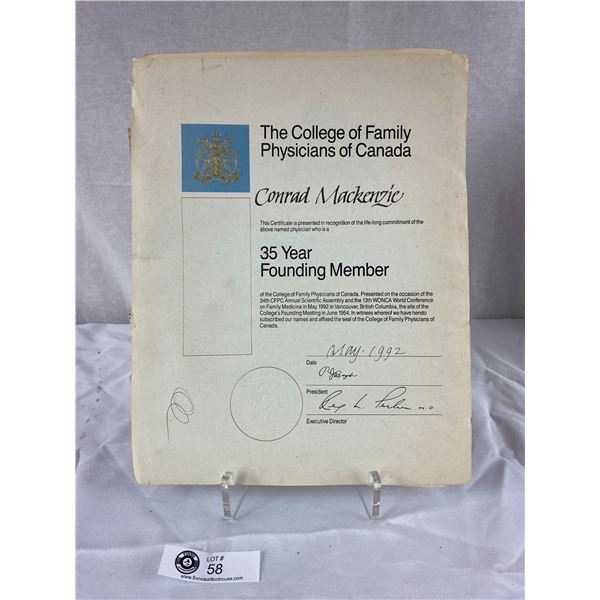 The College of Family
Physicians of Canada
Conrad Mackenzie
This Certificate is presented in recognition of the life-long commitment of the
above named physician who is a
35 Year
Founding Member
of the College of Family Physicians of Canada. Presented on the occasion of the
34th CFPC Annual Scientific Assembly and the 13th WONCA World Conference
on Family Medicine in May 1992 in Vancouver, British Columbia, the site of the
College's Founding Meeting in June 1954. In witness whereof we have hereto
subscribed our names and affixed the seal of the College of Family Physicians of
Canada.
May. 1992
Date
President
M.D.
Executive Director
LOT #
58
www.finnsauctionhouse.com